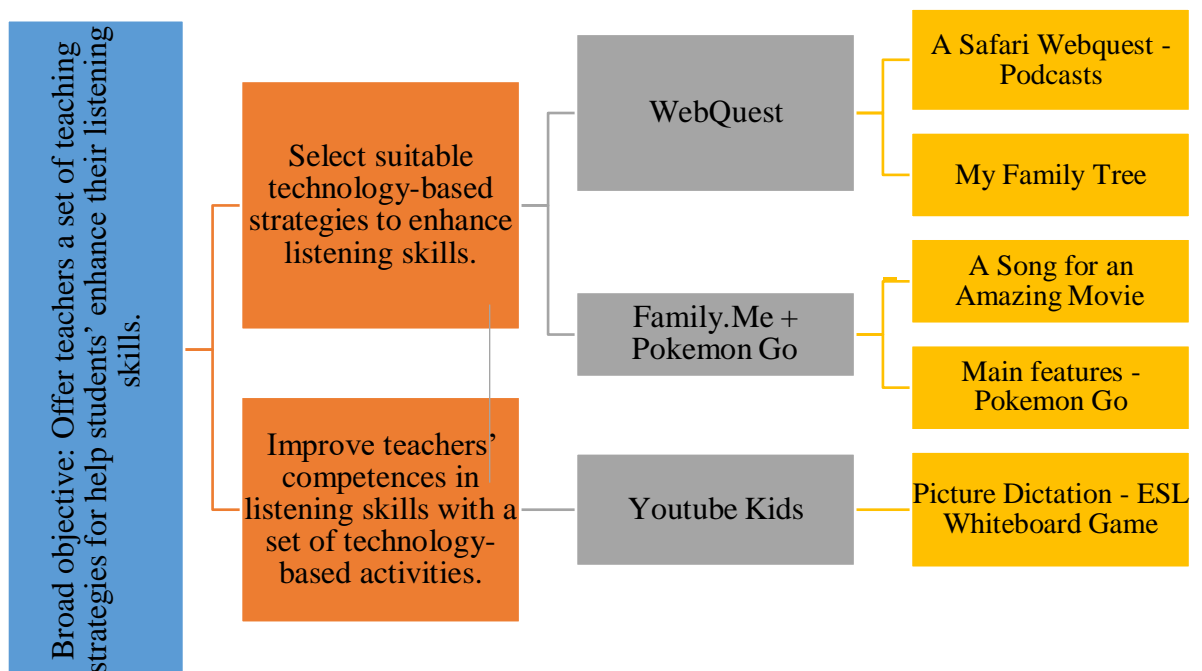 Broad objective: Offer teachers a set of teaching
strategies for help students’ enhance their listening
skills.
Select suitable
technology-based
strategies to enhance
listening skills.
Improve teachers’
competences in
listening skills with a
set of technology-
based activities.
WebQuest
Family.Me +
Pokemon Go
Youtube Kids
A Safari Webquest -
Podcasts
My Family Tree
A Song for an
Amazing Movie
Main features -
Pokemon Go
Picture Dictation - ESL
Whiteboard Game